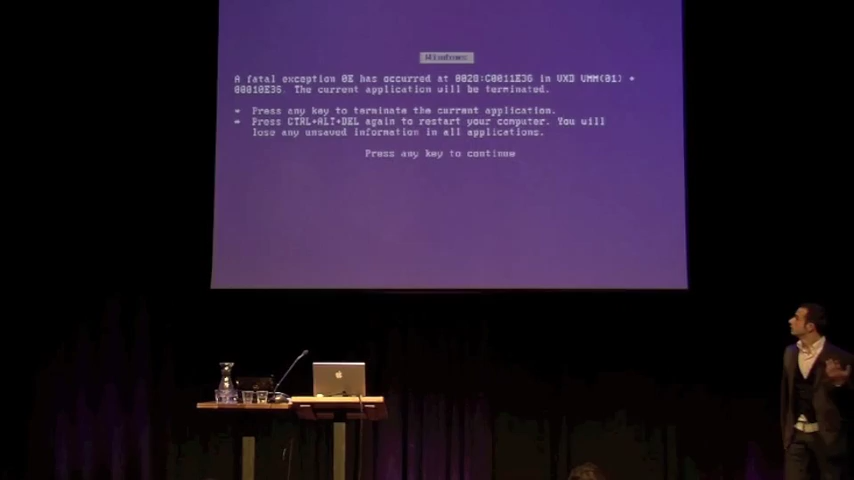 Windows
A fatal exception 0E has occurred at 0028:C0011E36 in VXD VMM(01) +
00010E36. The current application will be terminated.
* Press any key to terminate the current application.
* Press CTRL+ALT+DEL again to restart your computer. You will
lose any unsaved information in all applications.
Press any key to continue